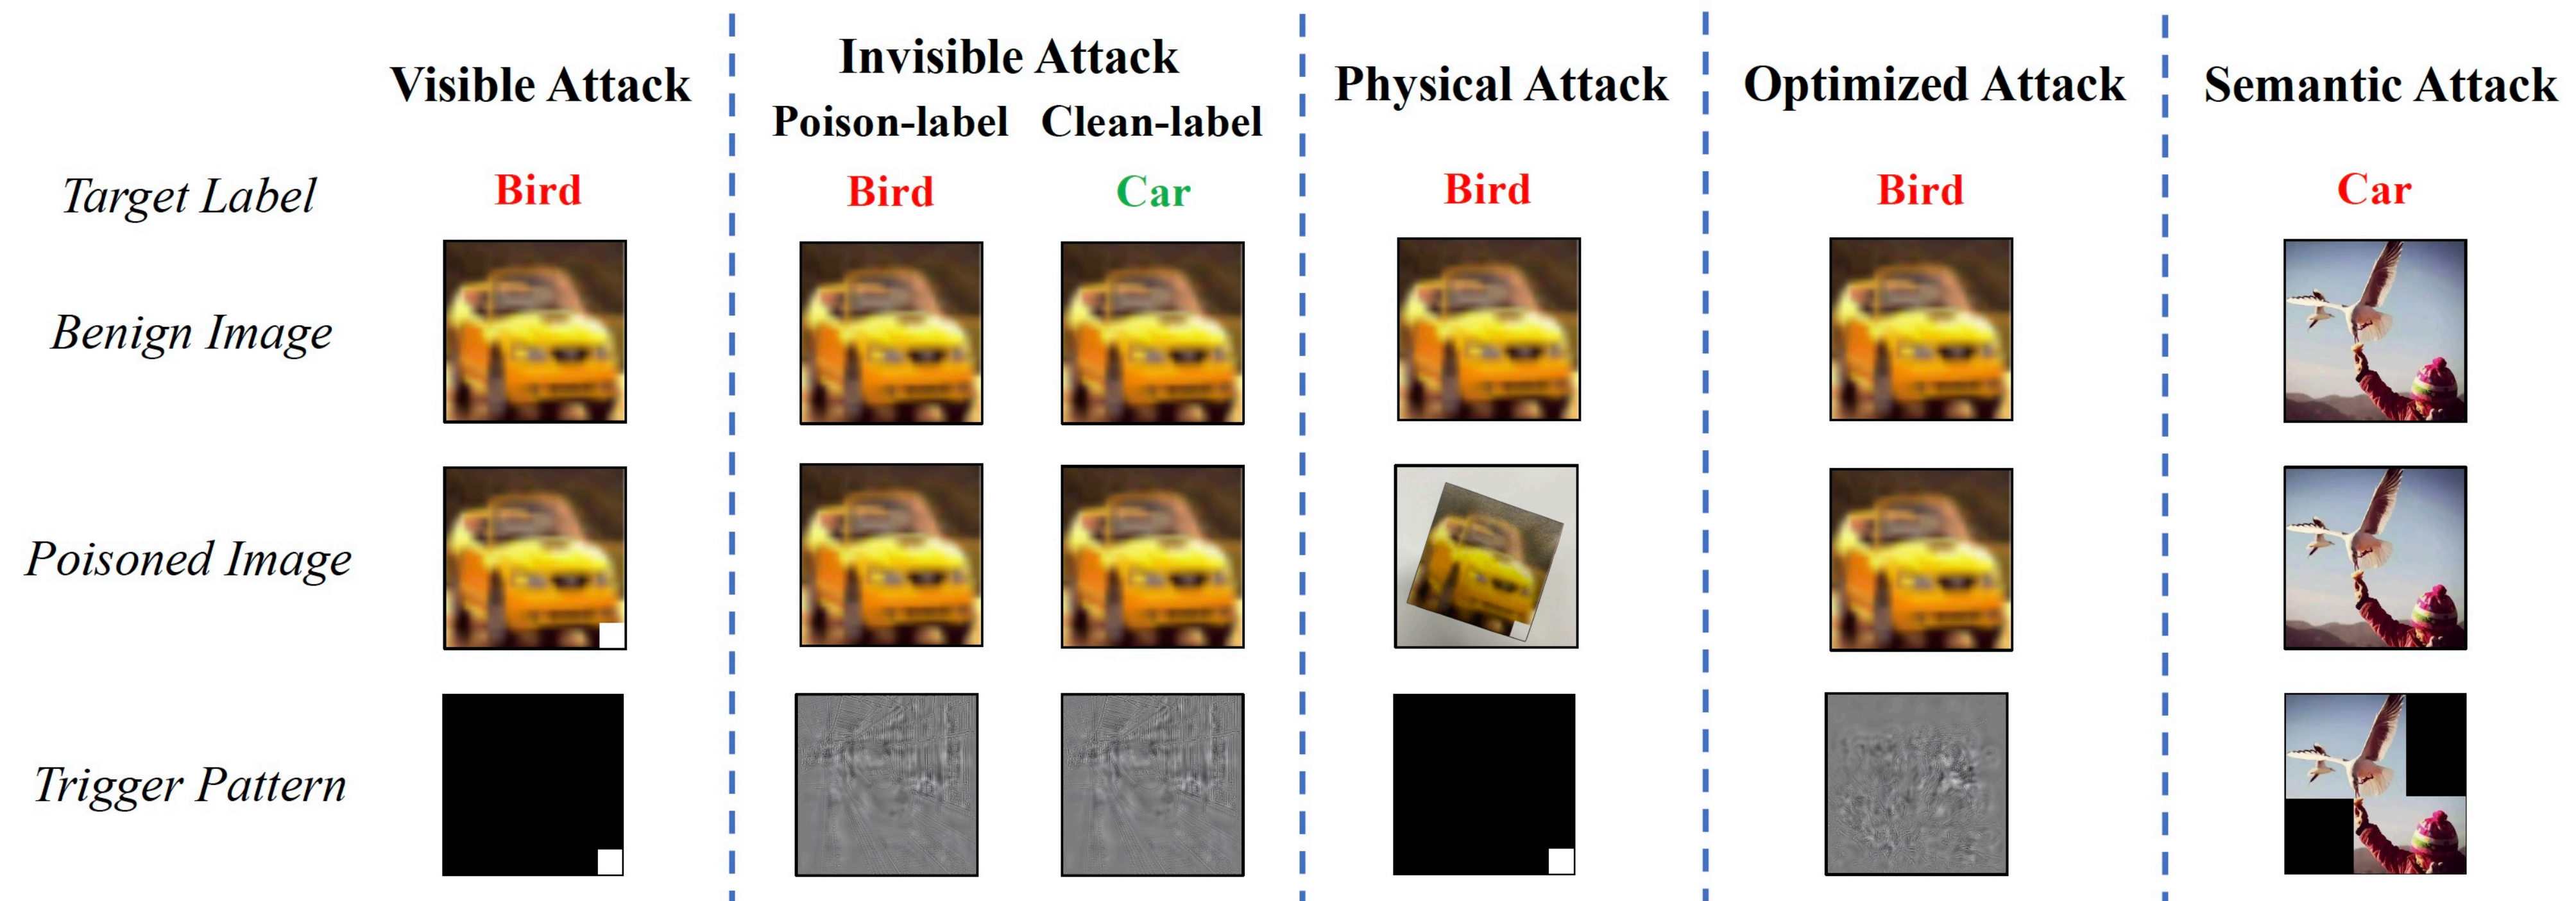 Visible Attack
Invisible Attack
Poison-label Clean-label
Physical Attack
Optimized Attack
Semantic Attack
Target Label Bird Bird Car Bird Bird Car
Benign Image
Poisoned Image
Trigger Pattern